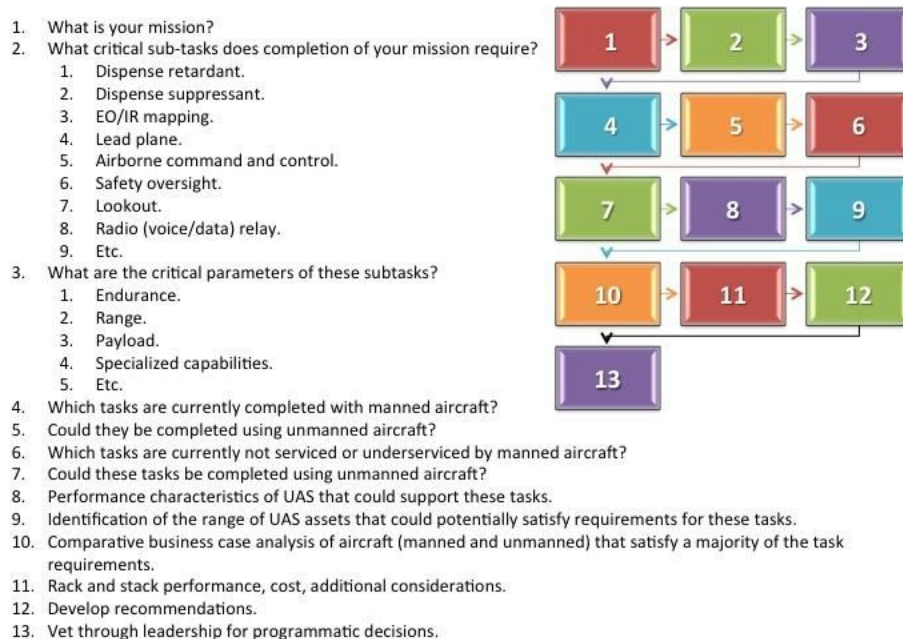 1. What is your mission?
2. What critical sub-tasks does completion of your mission require?
1. Dispense retardant.
2. Dispense suppressant.
3. EO/IR mapping.
4. Lead plane.
5. Airborne command and control.
6. Safety oversight.
7. Lookout.
8. Radio (voice/data) relay.
9. Etc.
3. What are the critical parameters of these subtasks?
1. Endurance.
2. Range.
3. Payload.
4. Specialized capabilities.
5. Etc.
4. Which tasks are currently completed with manned aircraft?
5. Could they be completed using unmanned aircraft?
6. Which tasks are currently not serviced or underserviced by manned aircraft?
7. Could these tasks be completed using unmanned aircraft?
8. Performance characteristics of UAS that could support these tasks.
9. Identification of the range of UAS assets that could potentially satisfy requirements for these tasks.
10. Comparative business case analysis of aircraft (manned and unmanned) that satisfy a majority of the task
requirements.
11. Rack and stack performance, cost, additional considerations.
12. Develop recommendations.
13. Vet through leadership for programmatic decisions.
1 2 3
4 5 6
7 8 9
10 11 12
13